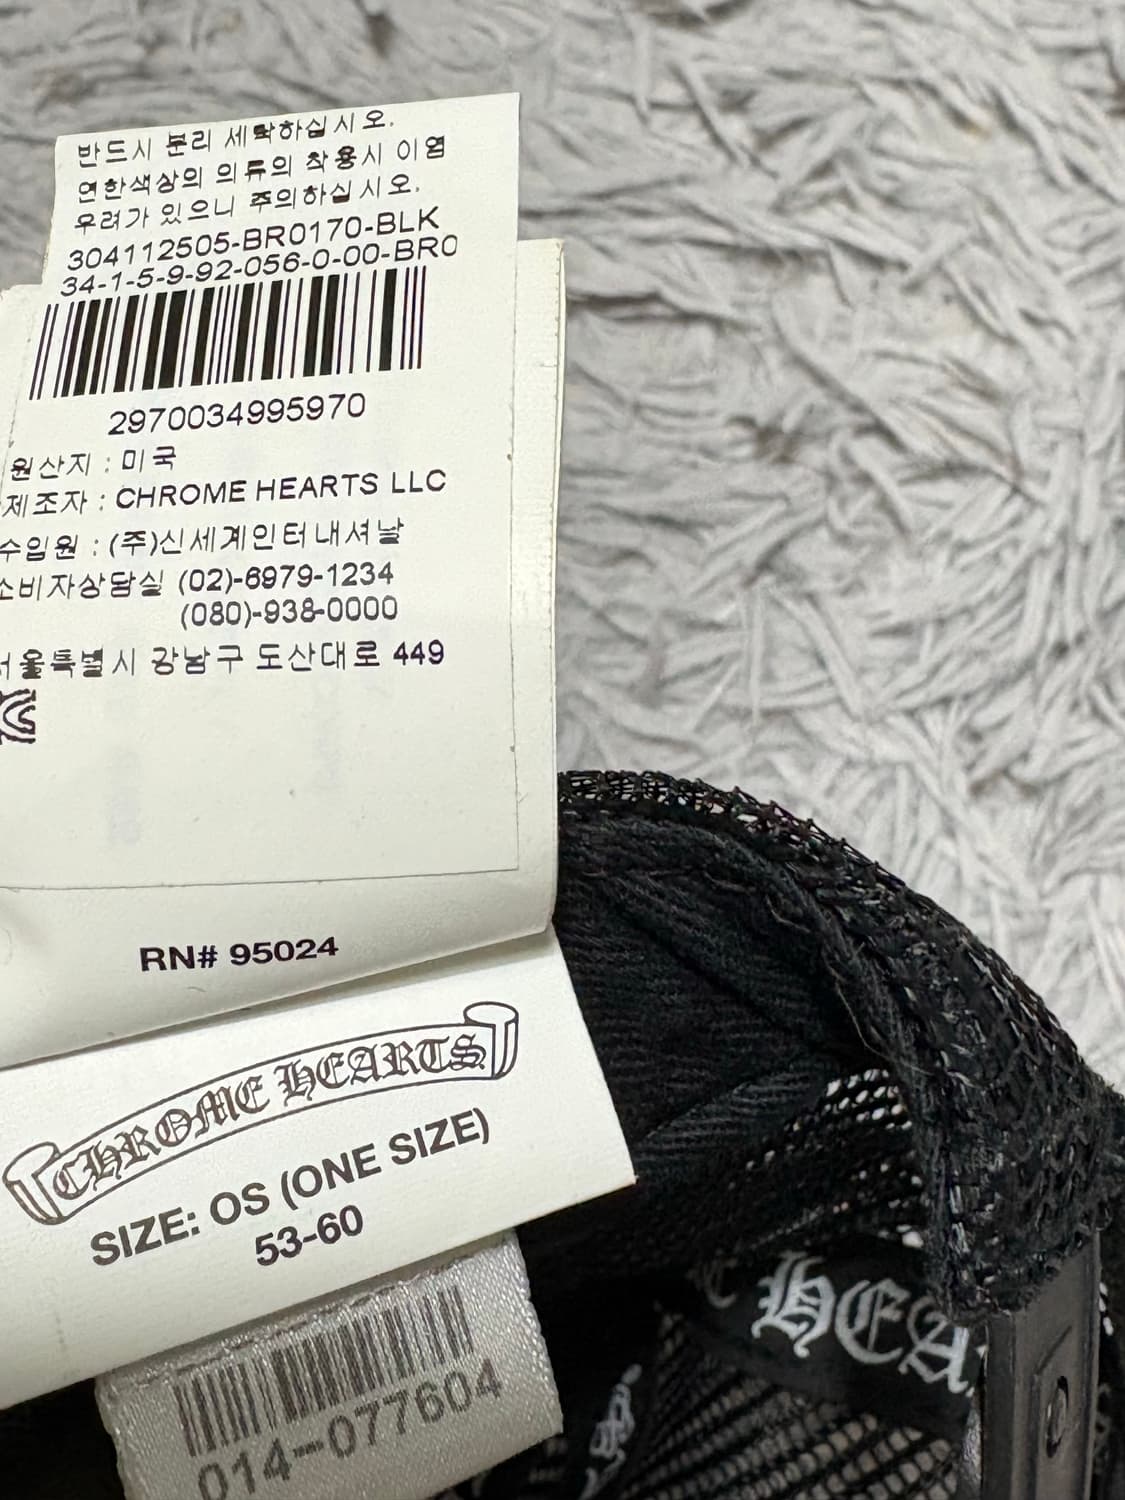 반드시 분리 세탁하십시오.
연한색상의 의류의 착용시 이염
우려가 있으니 주의하십시오.
304112505-BR0170-BLK
34-1-5-9-92-056-0-00-BR0
2970034995970
원산지 : 미국
제조자 : CHROME HEARTS LLC
수입원 : (주)신세계인터내셔날
소비자상담실 (02)-6979-1234
(080)-938-0000
서울특별시 강남구 도산대로 449
RN# 95024
CHROME HEARTS
SIZE: OS (ONE SIZE)
53-60
014-077604
HEA